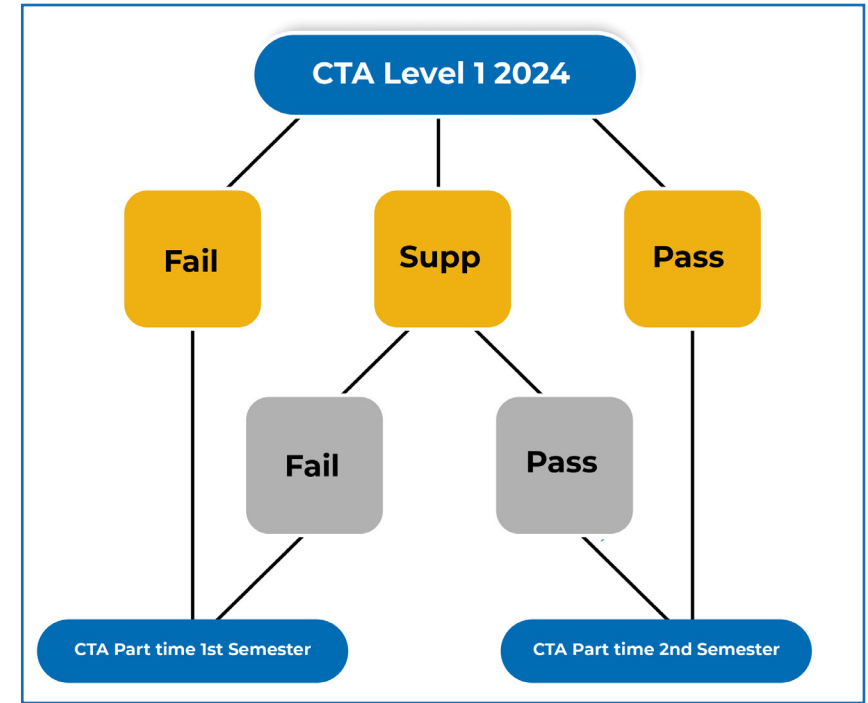 CTA Level 1 2024
Fail
Supp
Pass
Fail
Pass
CTA Part time 1st Semester
CTA Part time 2nd Semester